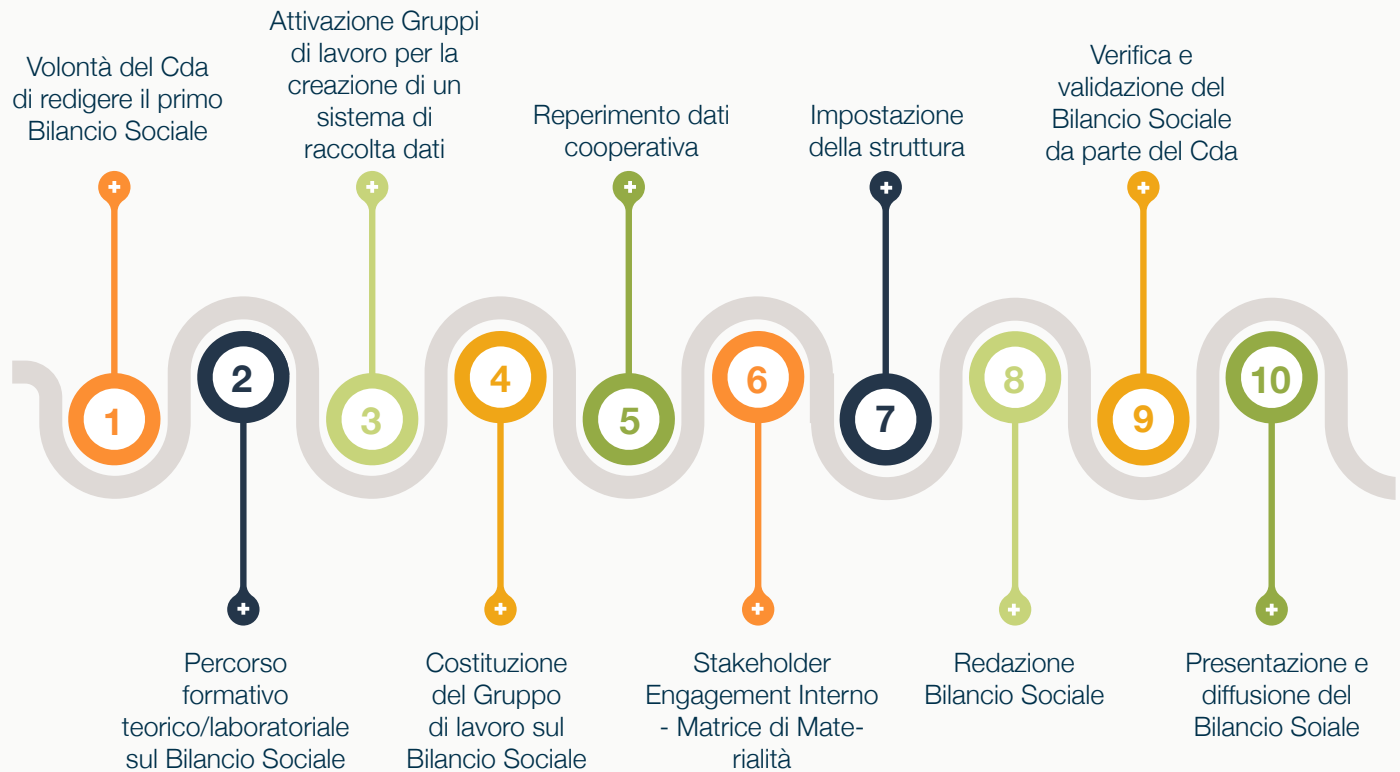 Volontà del Cda
di redigere il primo
Bilancio Sociale
1
Percorso
formativo
teorico/laboratoriale
sul Bilancio Sociale
2
Attivazione Gruppi
di lavoro per la
creazione di un
sistema di
raccolta dati
3
Costituzione
del Gruppo
di lavoro sul
Bilancio Sociale
4
Reperimento dati
cooperativa
5
Stakeholder
Engagement Interno
- Matrice di Mate-
rialità
6
Impostazione
della struttura
7
Redazione
Bilancio Sociale
8
Verifica e
validazione del
Bilancio Sociale
da parte del Cda
9
Presentazione e
diffusione del
Bilancio Soiale
10